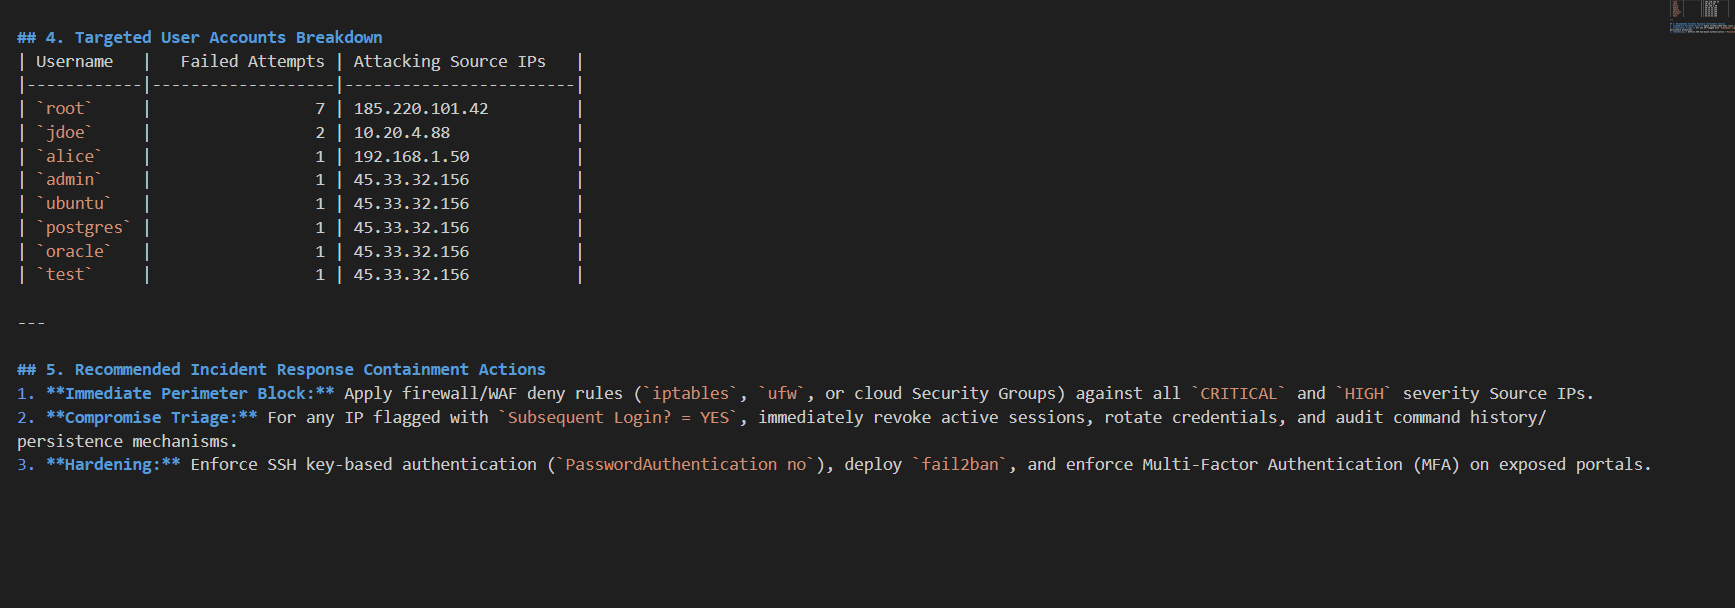 ## 4. Targeted User Accounts Breakdown
| Username   |   Failed Attempts | Attacking Source IPs   |
|------------|-------------------|------------------------|
| `root`     |                 7 | 185.220.101.42         |
| `jdoe`     |                 2 | 10.20.4.88             |
| `alice`    |                 1 | 192.168.1.50           |
| `admin`    |                 1 | 45.33.32.156           |
| `ubuntu`   |                 1 | 45.33.32.156           |
| `postgres` |                 1 | 45.33.32.156           |
| `oracle`   |                 1 | 45.33.32.156           |
| `test`     |                 1 | 45.33.32.156           |
---
## 5. Recommended Incident Response Containment Actions
1. **Immediate Perimeter Block:** Apply firewall/WAF deny rules (`iptables`, `ufw`, or cloud Security Groups) against all `CRITICAL` and `HIGH` severity Source IPs.
2. **Compromise Triage:** For any IP flagged with `Subsequent Login? = YES`, immediately revoke active sessions, rotate credentials, and audit command history/
persistence mechanisms.
3. **Hardening:** Enforce SSH key-based authentication (`PasswordAuthentication no`), deploy `fail2ban`, and enforce Multi-Factor Authentication (MFA) on exposed portals.